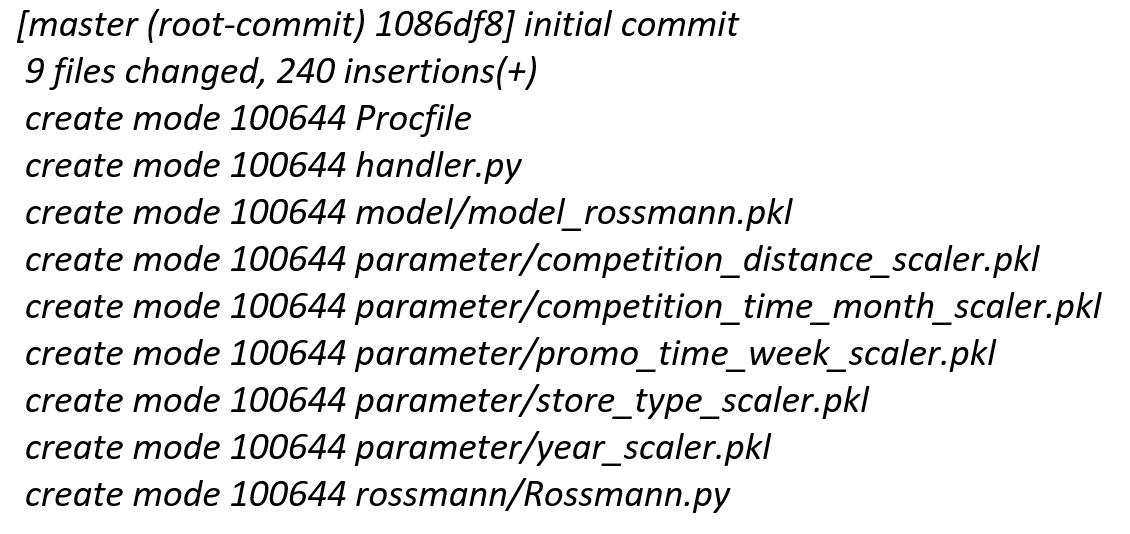 [master (root-commit) 1086df8] initial commit
9 files changed, 240 insertions(+)
create mode 100644 Procfile
create mode 100644 handler.py
create mode 100644 model/model_rossmann.pkl
create mode 100644 parameter/competition_distance_scaler.pkl
create mode 100644 parameter/competition_time_month_scaler.pkl
create mode 100644 parameter/promo_time_week_scaler.pkl
create mode 100644 parameter/store_type_scaler.pkl
create mode 100644 parameter/year_scaler.pkl
create mode 100644 rossmann/Rossmann.py